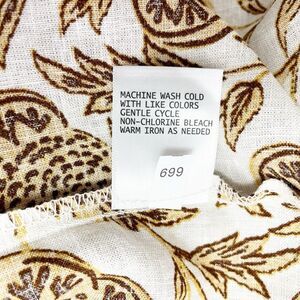 MACHINE WASH COLD
WITH LIKE COLORS
GENTLE CYCLE
NON-CHLORINE BLEACH
WARM IRON AS NEEDED
699